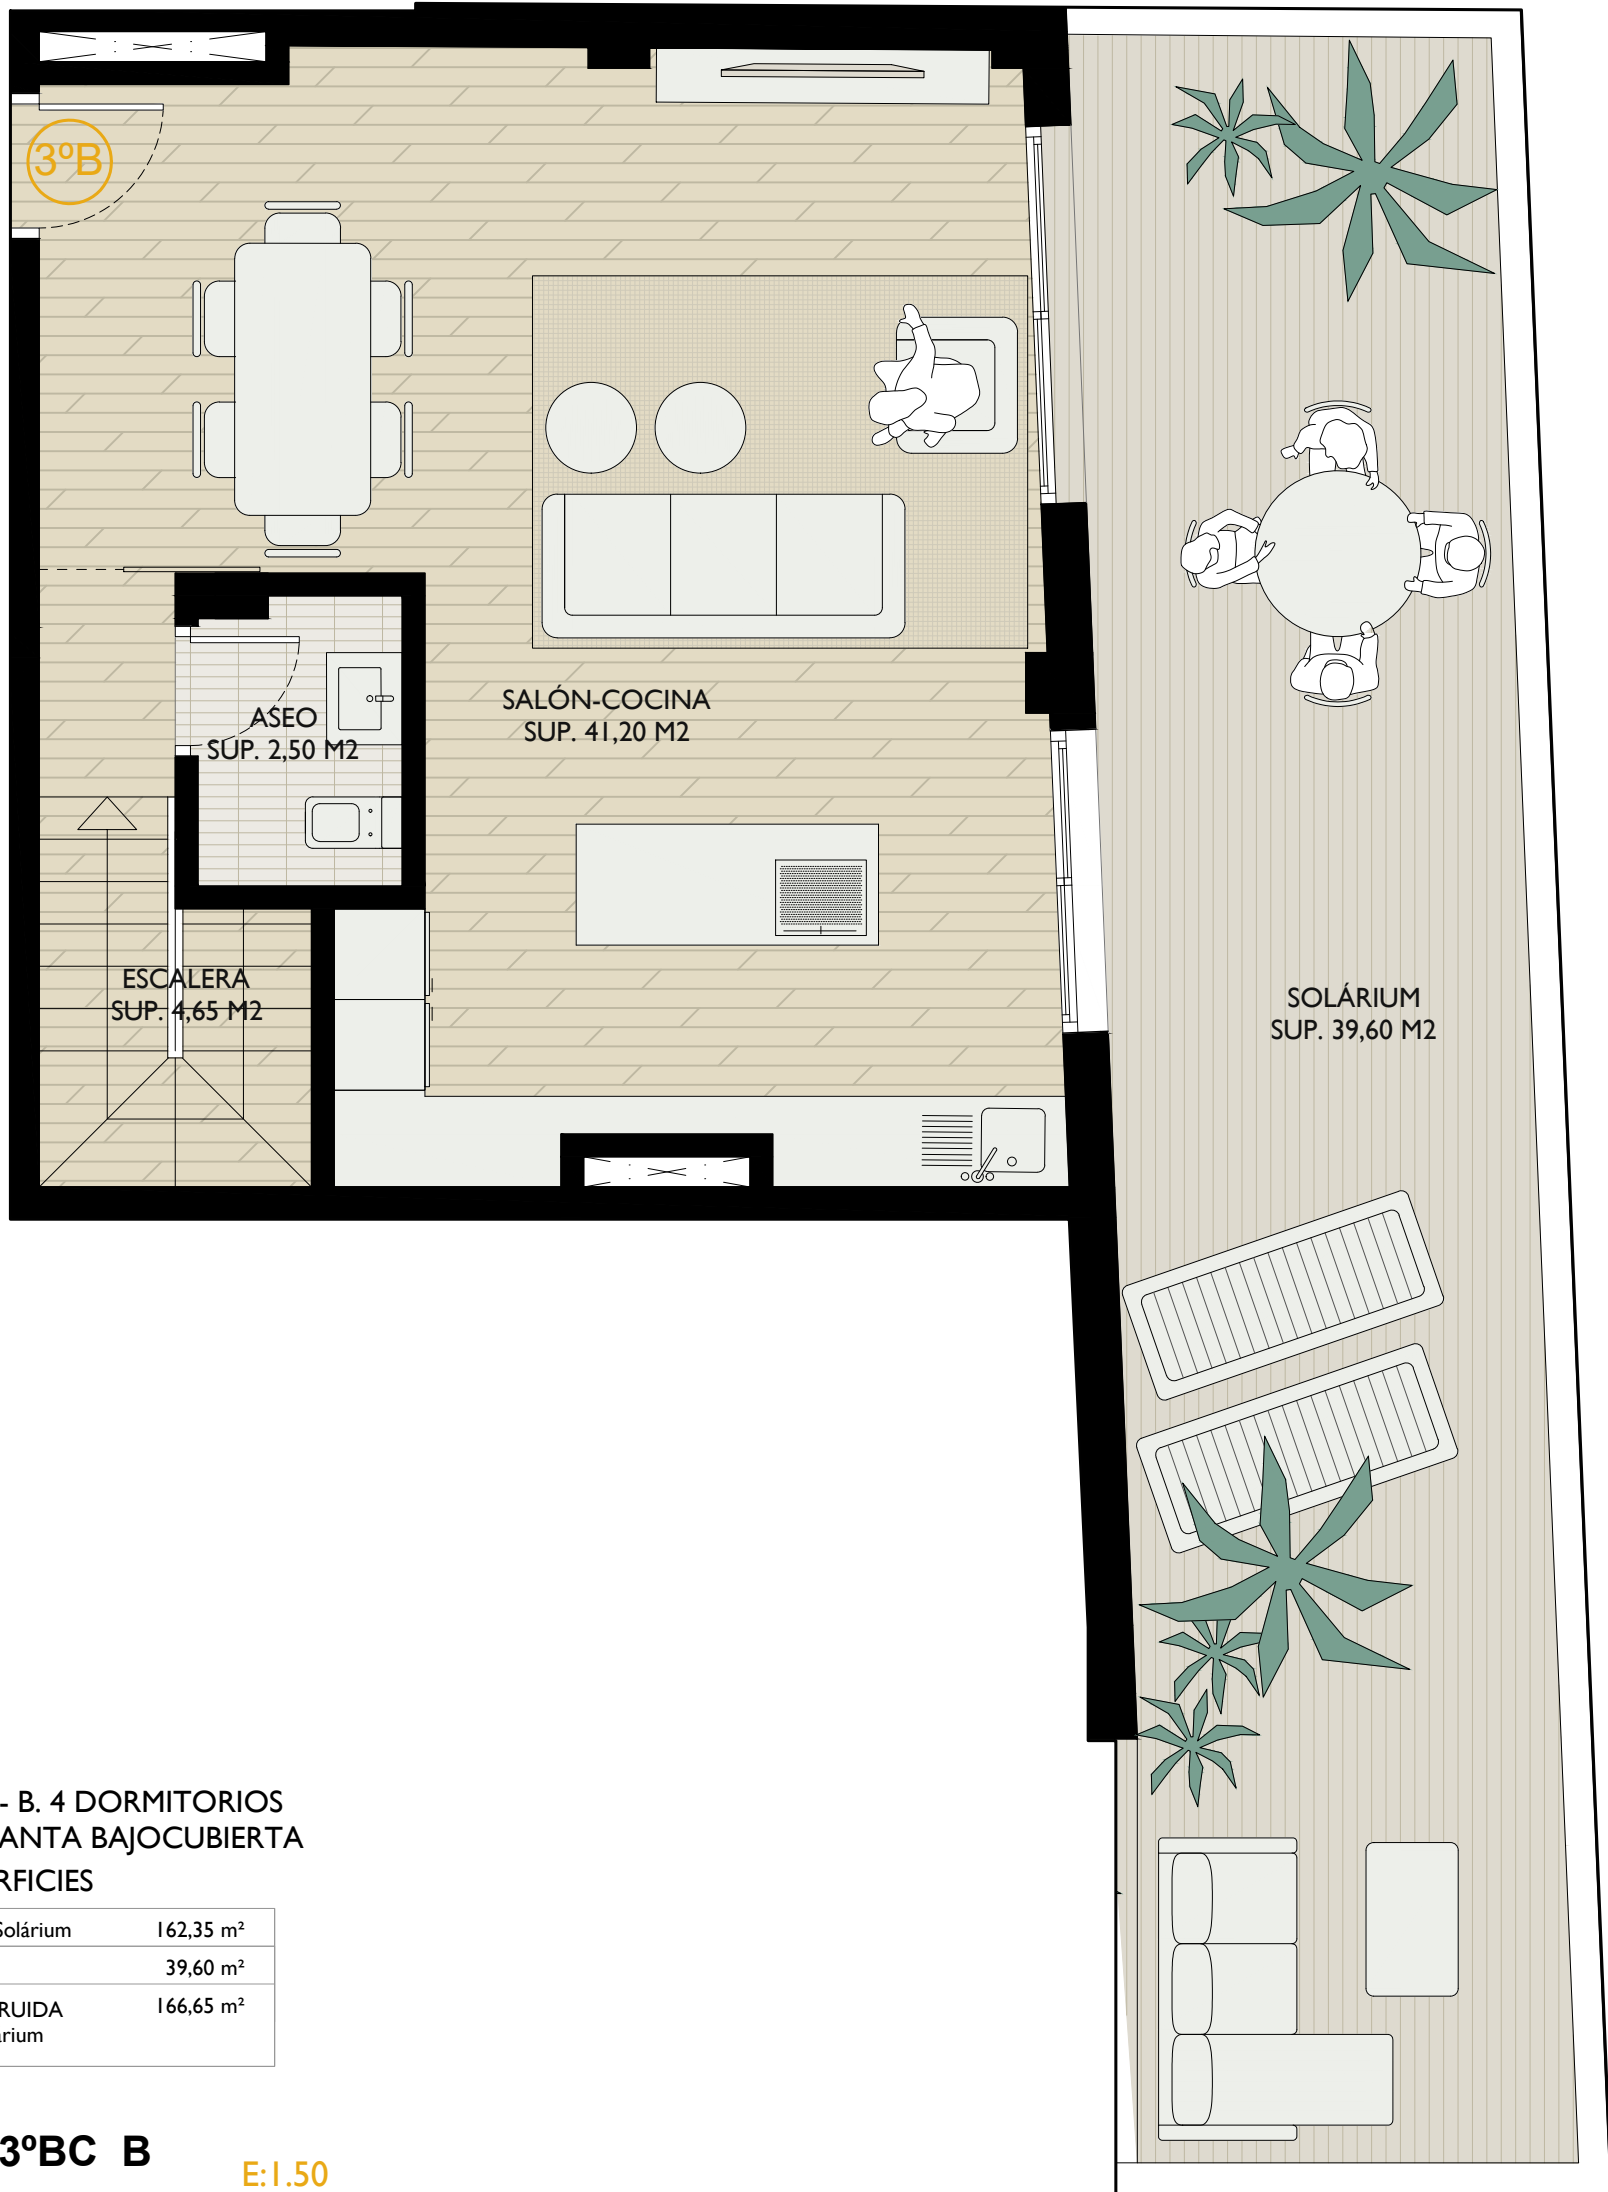 3ºB
SALÓN-COCINA
SUP. 41,20 M2
ASEO
SUP. 2,50 M2
ESCALERA
SUP. 4,65 M2
SOLÁRIUM
SUP. 39,60 M2
- B. 4 DORMITORIOS
ANTA BAJOCUBIERTA
RFICIES
Solárium 162,35 m²
39,60 m²
RUIDA 166,65 m²
arium
3ºBC B
E:1.50